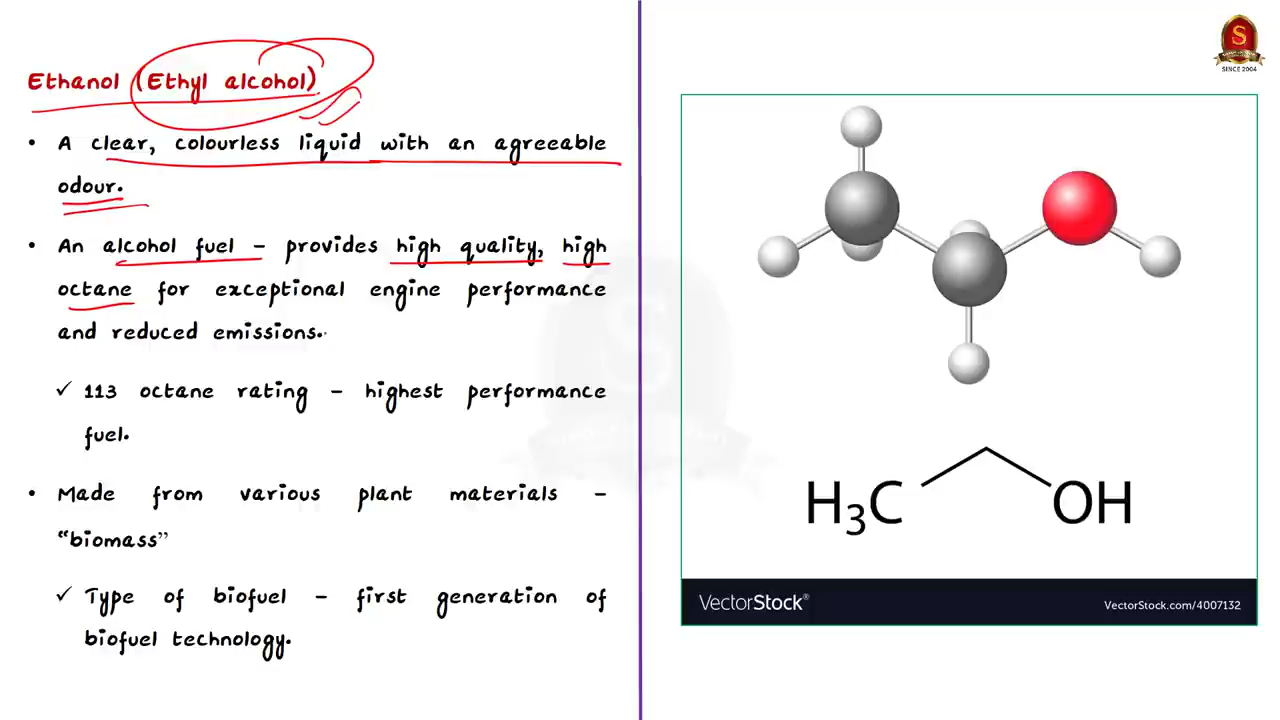 SINCE 2004
Ethanol (Ethyl alcohol)
• A clear, colourless liquid with an agreeable
odour.
• An alcohol fuel – provides high quality, high
octane for exceptional engine performance
and reduced emissions.
✓ 113 octane rating – highest performance
fuel.
• Made from various plant materials –
“biomass”
✓ Type of biofuel – first generation of
biofuel technology.
H3C OH
VectorStock®
VectorStock.com/4007132